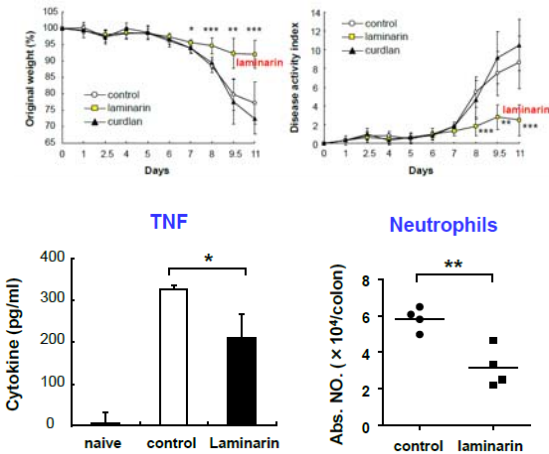 Original weight (%)
105
100
95
90
85
80
75
70
65
* *** ** ***
laminarin
control
laminarin
curdlan
0 1 2.5 4 5 6 7 8 9.5 11
Days
Disease activity index
14
12
10
8
6
4
2
0
control
laminarin
curdlan
laminarin
*** ** ***
0 1 2.5 4 5 6 7 8 9.5 11
Days
TNF
Cytokine (pg/ml)
400
300
200
100
0
*
naive control Laminarin
Neutrophils
Abs. NO. (×10⁴/colon)
8
6
4
2
0
**
control laminarin